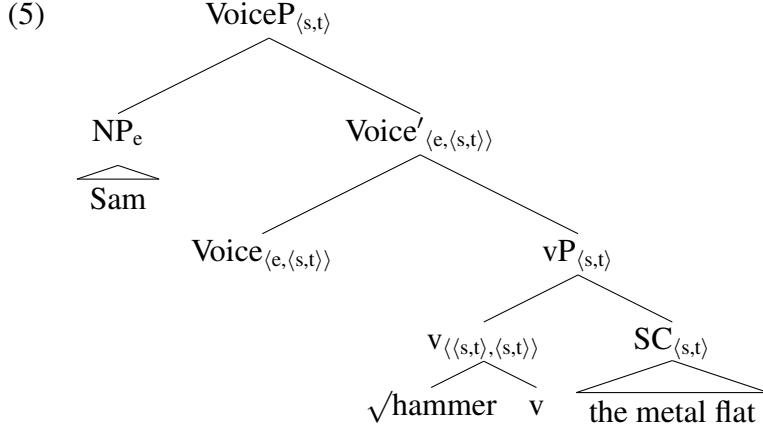 (5) VoiceP⟨s,t⟩
NPe Voice′⟨e,⟨s,t⟩⟩
Sam
Voice⟨e,⟨s,t⟩⟩ vP⟨s,t⟩
v⟨⟨s,t⟩,⟨s,t⟩⟩ SC⟨s,t⟩
√hammer v the metal flat